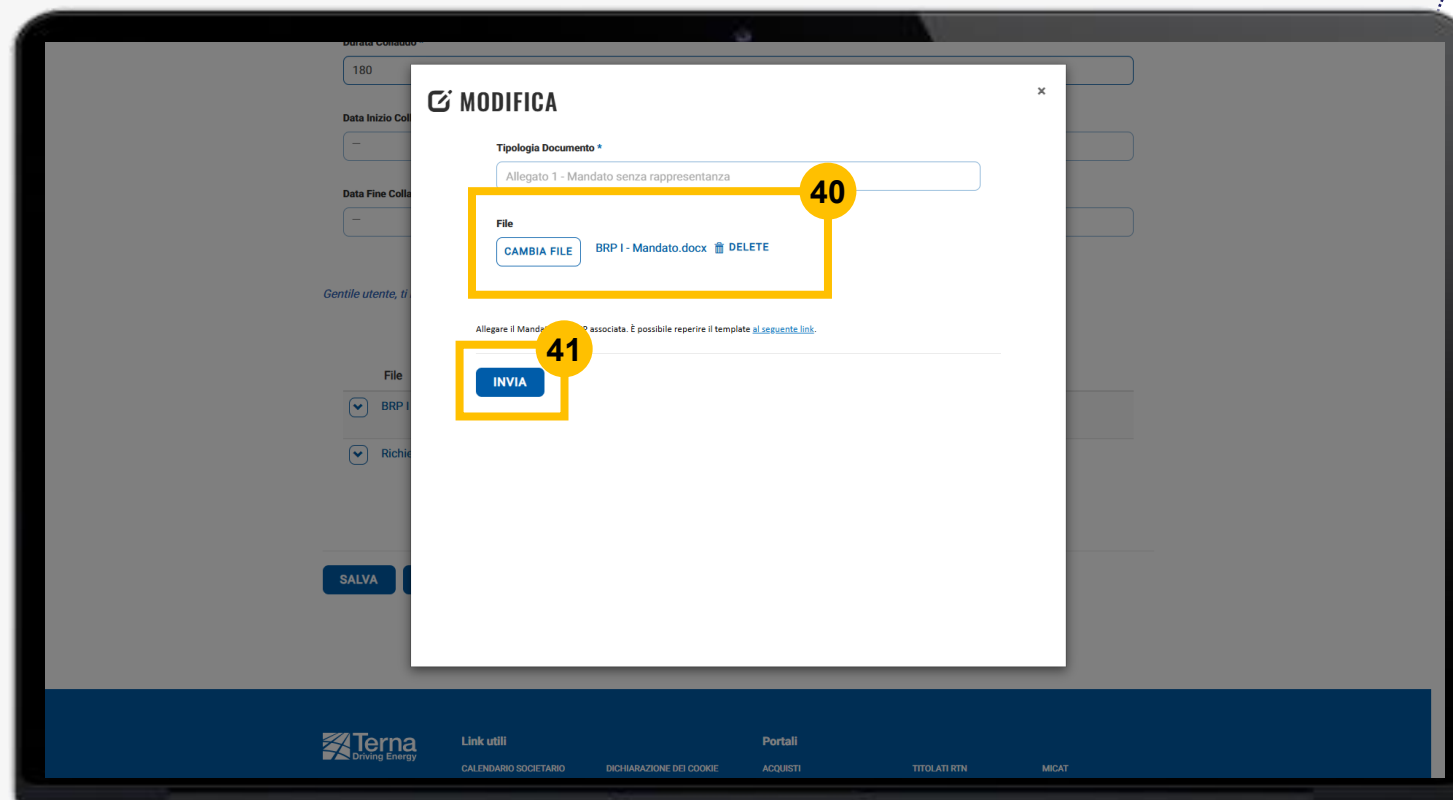 Durata Collaudo
180
MODIFICA
×
Data Inizio Coll
—
Tipologia Documento *
Allegato 1 - Mandato senza rappresentanza
40
Data Fine Colla
—
File
CAMBIA FILE
BRP I - Mandato.docx
DELETE
Gentile utente, ti
Allegare il Manda associata. È possibile reperire il template al seguente link.
41
INVIA
File
BRP I
Richie
SALVA
Terna
Driving Energy
Link utili
Portali
CALENDARIO SOCIETARIO
DICHIARAZIONE DEI COOKIE
ACQUISTI
TITOLATI RTN
MICAT